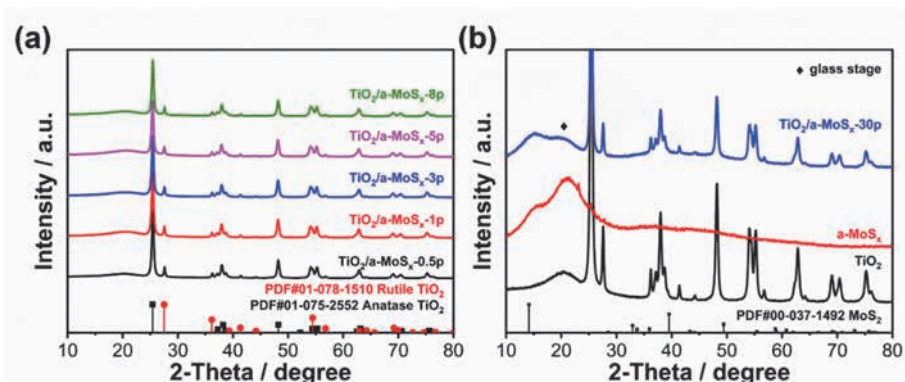 (a)
Intensity / a.u.
TiO₂/a-MoSₓ-8p
TiO₂/a-MoSₓ-5p
TiO₂/a-MoSₓ-3p
TiO₂/a-MoSₓ-1p
TiO₂/a-MoSₓ-0.5p
PDF#01-078-1510 Rutile TiO₂
PDF#01-075-2552 Anatase TiO₂
10 20 30 40 50 60 70 80
2-Theta / degree
(b)
Intensity / a.u.
♦ glass stage
TiO₂/a-MoSₓ-30p
a-MoSₓ
TiO₂
PDF#00-037-1492 MoS₂
10 20 30 40 50 60 70 80
2-Theta / degree